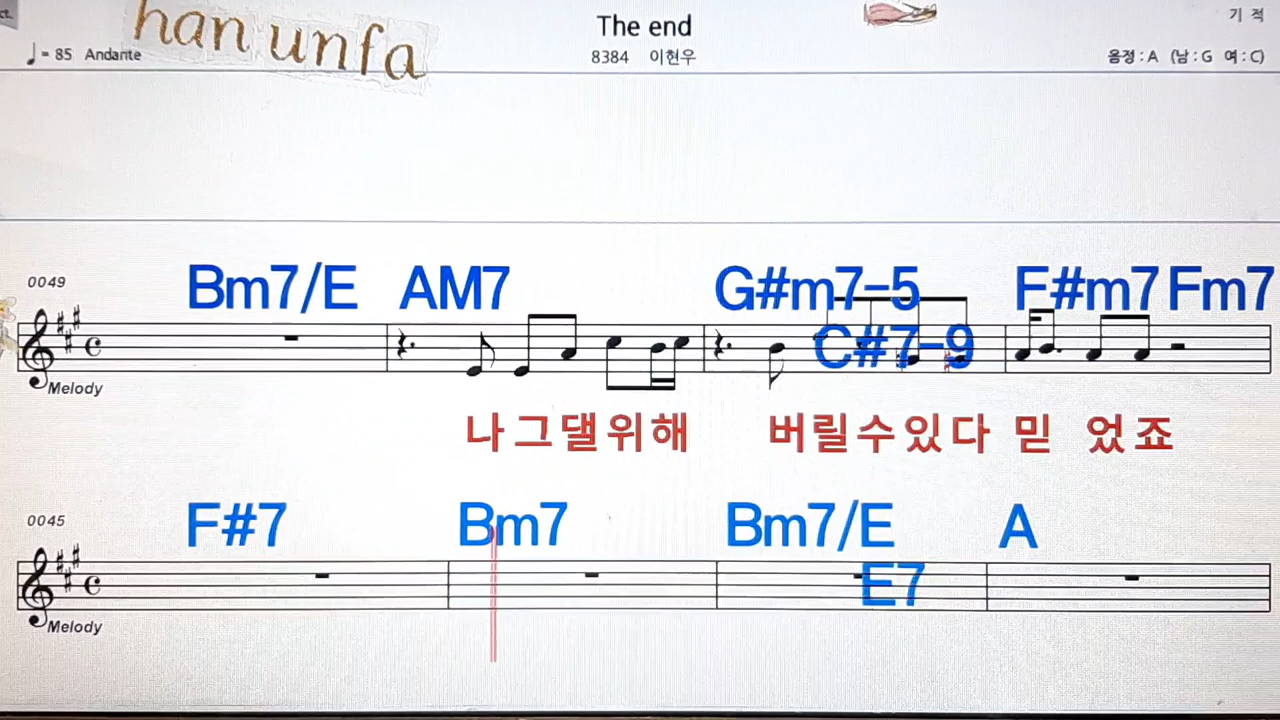 ct.
han unfa
The end
기 적
♩= 85 Andante
8384 이현우
음정 : A (남 : G 여 : C)
0049
Bm7/E AM7 G#m7-5 F#m7 Fm7
C#7-9
Melody
나 그 댈 위 해 버 릴 수 있 다 믿 었 죠
0045
F#7 Bm7 Bm7/E A
E7
Melody